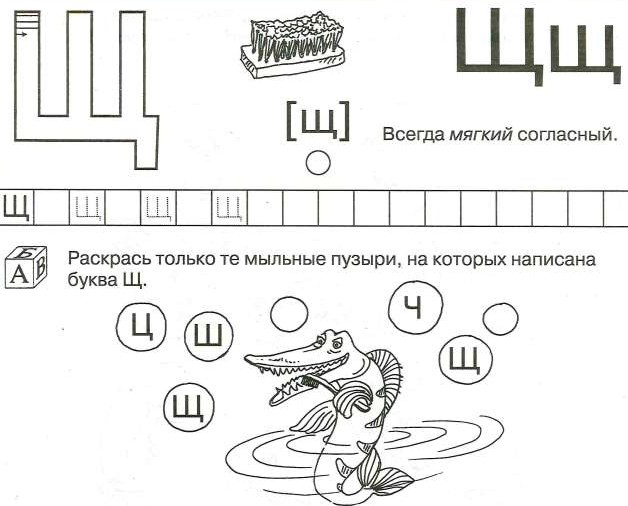 Щ Щщ
[щ] Всегда мягкий согласный.
Щ Щ Щ Щ
Б
А В
Раскрась только те мыльные пузыри, на которых написана
буква Щ.
Ц Ш Ч
Щ
Щ